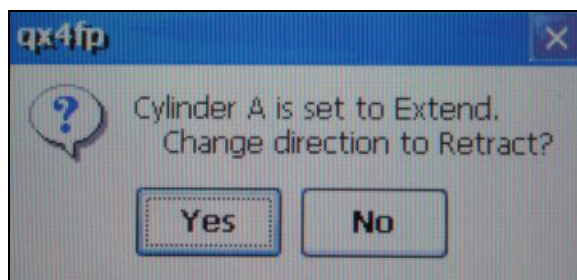 qx4fp
Cylinder A is set to Extend.
Change direction to Retract?
Yes
No